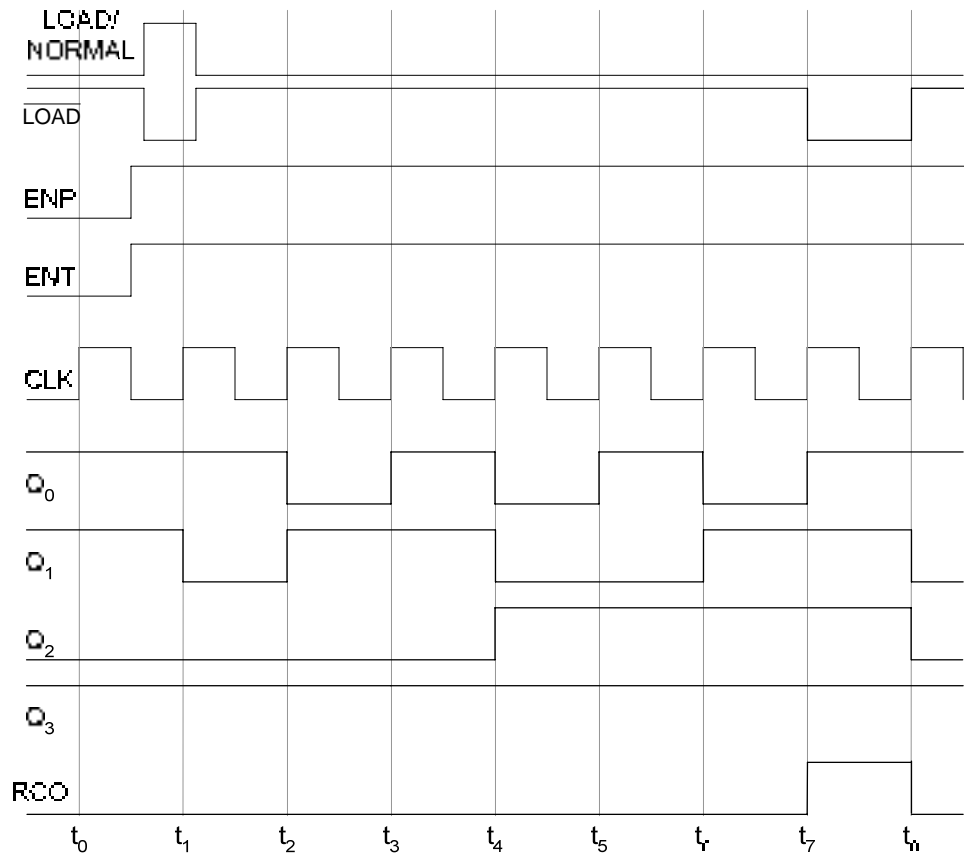 LOAD/
NORMAL
LOAD
ENP
ENT
CLK
Q0
Q1
Q2
Q3
RCO
t0 t1 t2 t3 t4 t5 t7